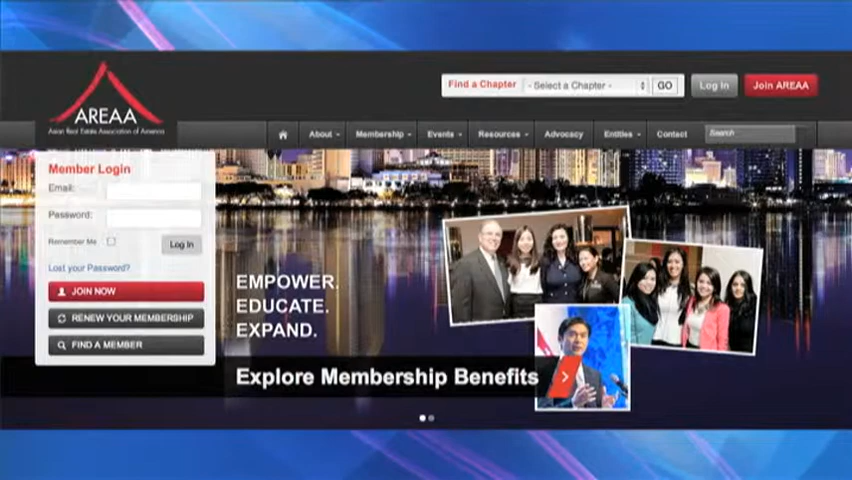 Find a Chapter
- Select a Chapter -
GO
Log In
Join AREAA
AREAA
Asian Real Estate Association of America
About
Membership
Events
Resources
Advocacy
Entities
Contact
Search
Member Login
Email:
Password:
Remember Me
Log In
Lost your Password?
JOIN NOW
RENEW YOUR MEMBERSHIP
FIND A MEMBER
EMPOWER.
EDUCATE.
EXPAND.
Explore Membership Benefits